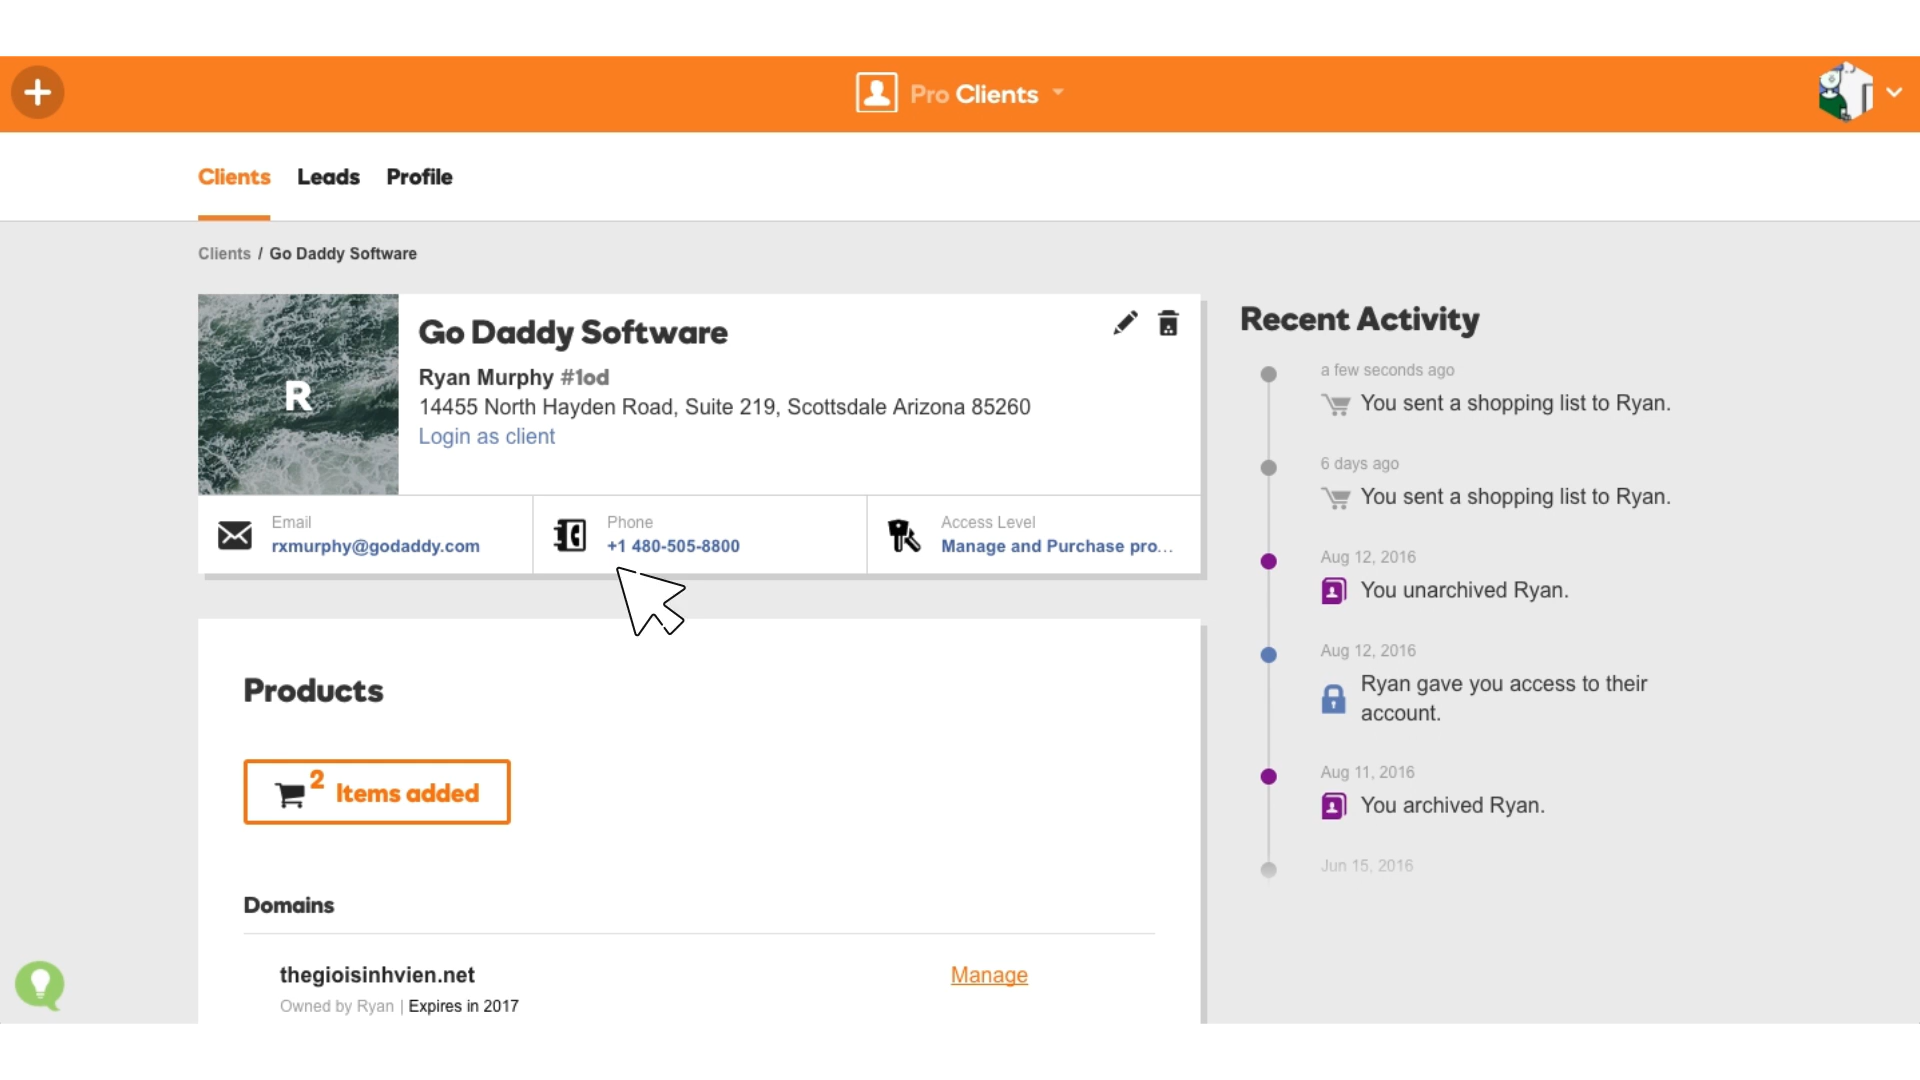 Pro Clients
Clients Leads Profile
Clients / Go Daddy Software
R
Go Daddy Software
Ryan Murphy #1od
14455 North Hayden Road, Suite 219, Scottsdale Arizona 85260
Login as client
Email
rxmurphy@godaddy.com
Phone
+1 480-505-8800
Access Level
Manage and Purchase pro...
Products
2 Items added
Domains
thegioisinhvien.net
Manage
Owned by Ryan | Expires in 2017
Recent Activity
a few seconds ago
You sent a shopping list to Ryan.
6 days ago
You sent a shopping list to Ryan.
Aug 12, 2016
You unarchived Ryan.
Aug 12, 2016
Ryan gave you access to their
account.
Aug 11, 2016
You archived Ryan.
Jun 15, 2016